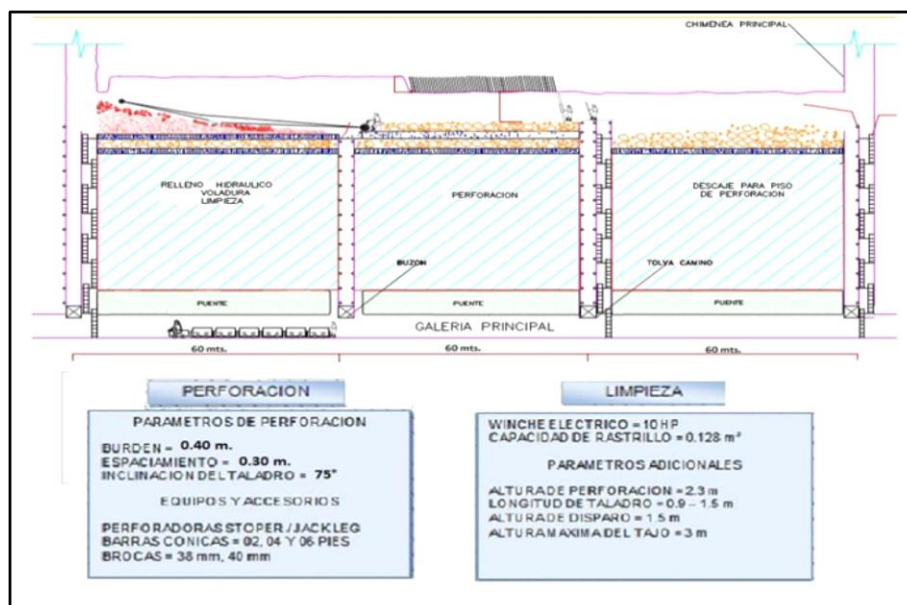 CHIMENEA PRINCIPAL
RELLENO HIDRAULICO
VOLADURA
LIMPIEZA
PERFORACION
DESCAJE PARA PISO
DE PERFORACION
BUZON
TOLVA CAMINO
PUENTE
PUENTE
PUENTE
GALERIA PRINCIPAL
60 mts.
60 mts.
60 mts.
PERFORACION
PARAMETROS DE PERFORACION
BURDEN = 0.40 m.
ESPACIAMIENTO = 0.30 m.
INCLINACION DEL TALADRO = 75°
EQUIPOS Y ACCESORIOS
PERFORADORAS STOPER / JACKLEG
BARRAS CONICAS = 02, 04 Y 06 PIES
BROCAS = 38 mm, 40 mm
LIMPIEZA
WINCHE ELECTRICO = 10 HP
CAPACIDAD DE RASTRILLO = 0.128 m³
PARAMETROS ADICIONALES
ALTURA DE PERFORACION = 2.3 m
LONGITUD DE TALADRO = 0.9 – 1.5 m
ALTURA DE DISPARO = 1.5 m
ALTURA MAXIMA DEL TAJO = 3 m